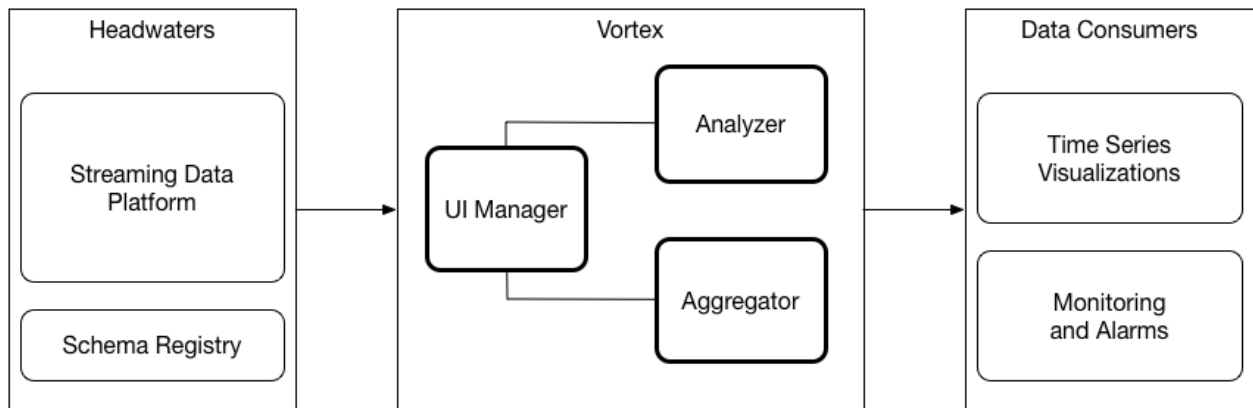 Headwaters
Streaming Data
Platform
Schema Registry
Vortex
Analyzer
UI Manager
Aggregator
Data Consumers
Time Series
Visualizations
Monitoring
and Alarms